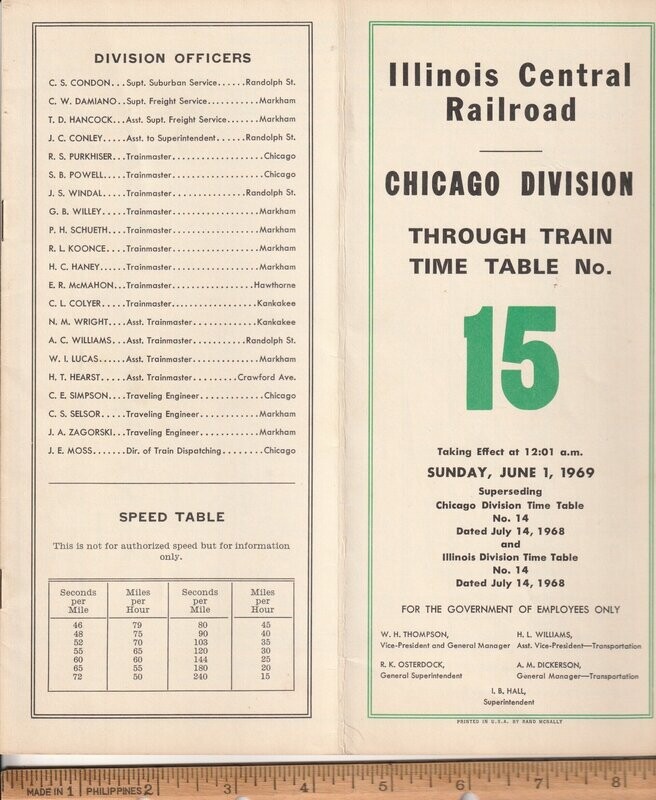 DIVISION OFFICERS
C. S. CONDON...Supt. Suburban Service......Randolph St.
C. W. DAMIANO..Supt. Freight Service............Markham
T. D. HANCOCK...Asst. Supt. Freight Service.......Markham
J. C. CONLEY.....Asst. to Superintendent......Randolph St.
R. S. PURKHISER...Trainmaster.....................Chicago
S. B. POWELL....Trainmaster......................Chicago
J. S. WINDAL.....Trainmaster.................Randolph St.
G. B. WILLEY.....Trainmaster....................Markham
P. H. SCHUETH....Trainmaster....................Markham
R. L. KOONCE.....Trainmaster....................Markham
H. C. HANEY......Trainmaster....................Markham
E. R. McMAHON...Trainmaster...................Hawthorne
C. L. COLYER.....Trainmaster...................Kankakee
N. M. WRIGHT....Asst. Trainmaster...............Kankakee
A. C. WILLIAMS...Asst. Trainmaster............Randolph St.
W. I. LUCAS......Asst. Trainmaster................Markham
H. T. HEARST.....Asst. Trainmaster...........Crawford Ave.
C. E. SIMPSON....Traveling Engineer...............Chicago
C. S. SELSOR.....Traveling Engineer..............Markham
J. A. ZAGORSKI...Traveling Engineer..............Markham
J. E. MOSS.......Dir. of Train Dispatching........Chicago
SPEED TABLE
This is not for authorized speed but for information
only.
Seconds per Mile Miles per Hour Seconds per Mile Miles per Hour
46 79 80 45
48 75 90 40
52 70 103 35
55 65 120 30
60 60 144 25
65 55 180 20
72 50 240 15
Illinois Central
Railroad
CHICAGO DIVISION
THROUGH TRAIN
TIME TABLE No.
15
Taking Effect at 12:01 a.m.
SUNDAY, JUNE 1, 1969
Superseding
Chicago Division Time Table
No. 14
Dated July 14, 1968
and
Illinois Division Time Table
No. 14
Dated July 14, 1968
FOR THE GOVERNMENT OF EMPLOYEES ONLY
W. H. THOMPSON,
Vice-President and General Manager
H. L. WILLIAMS,
Asst. Vice-President—Transportation
R. K. OSTERDOCK,
General Superintendent
A. M. DICKERSON,
General Manager—Transportation
I. B. HALL,
Superintendent
PRINTED IN U.S.A. BY RAND MCNALLY
MADE IN 1 PHILIPPINES 2 3 4 5 6 7 8